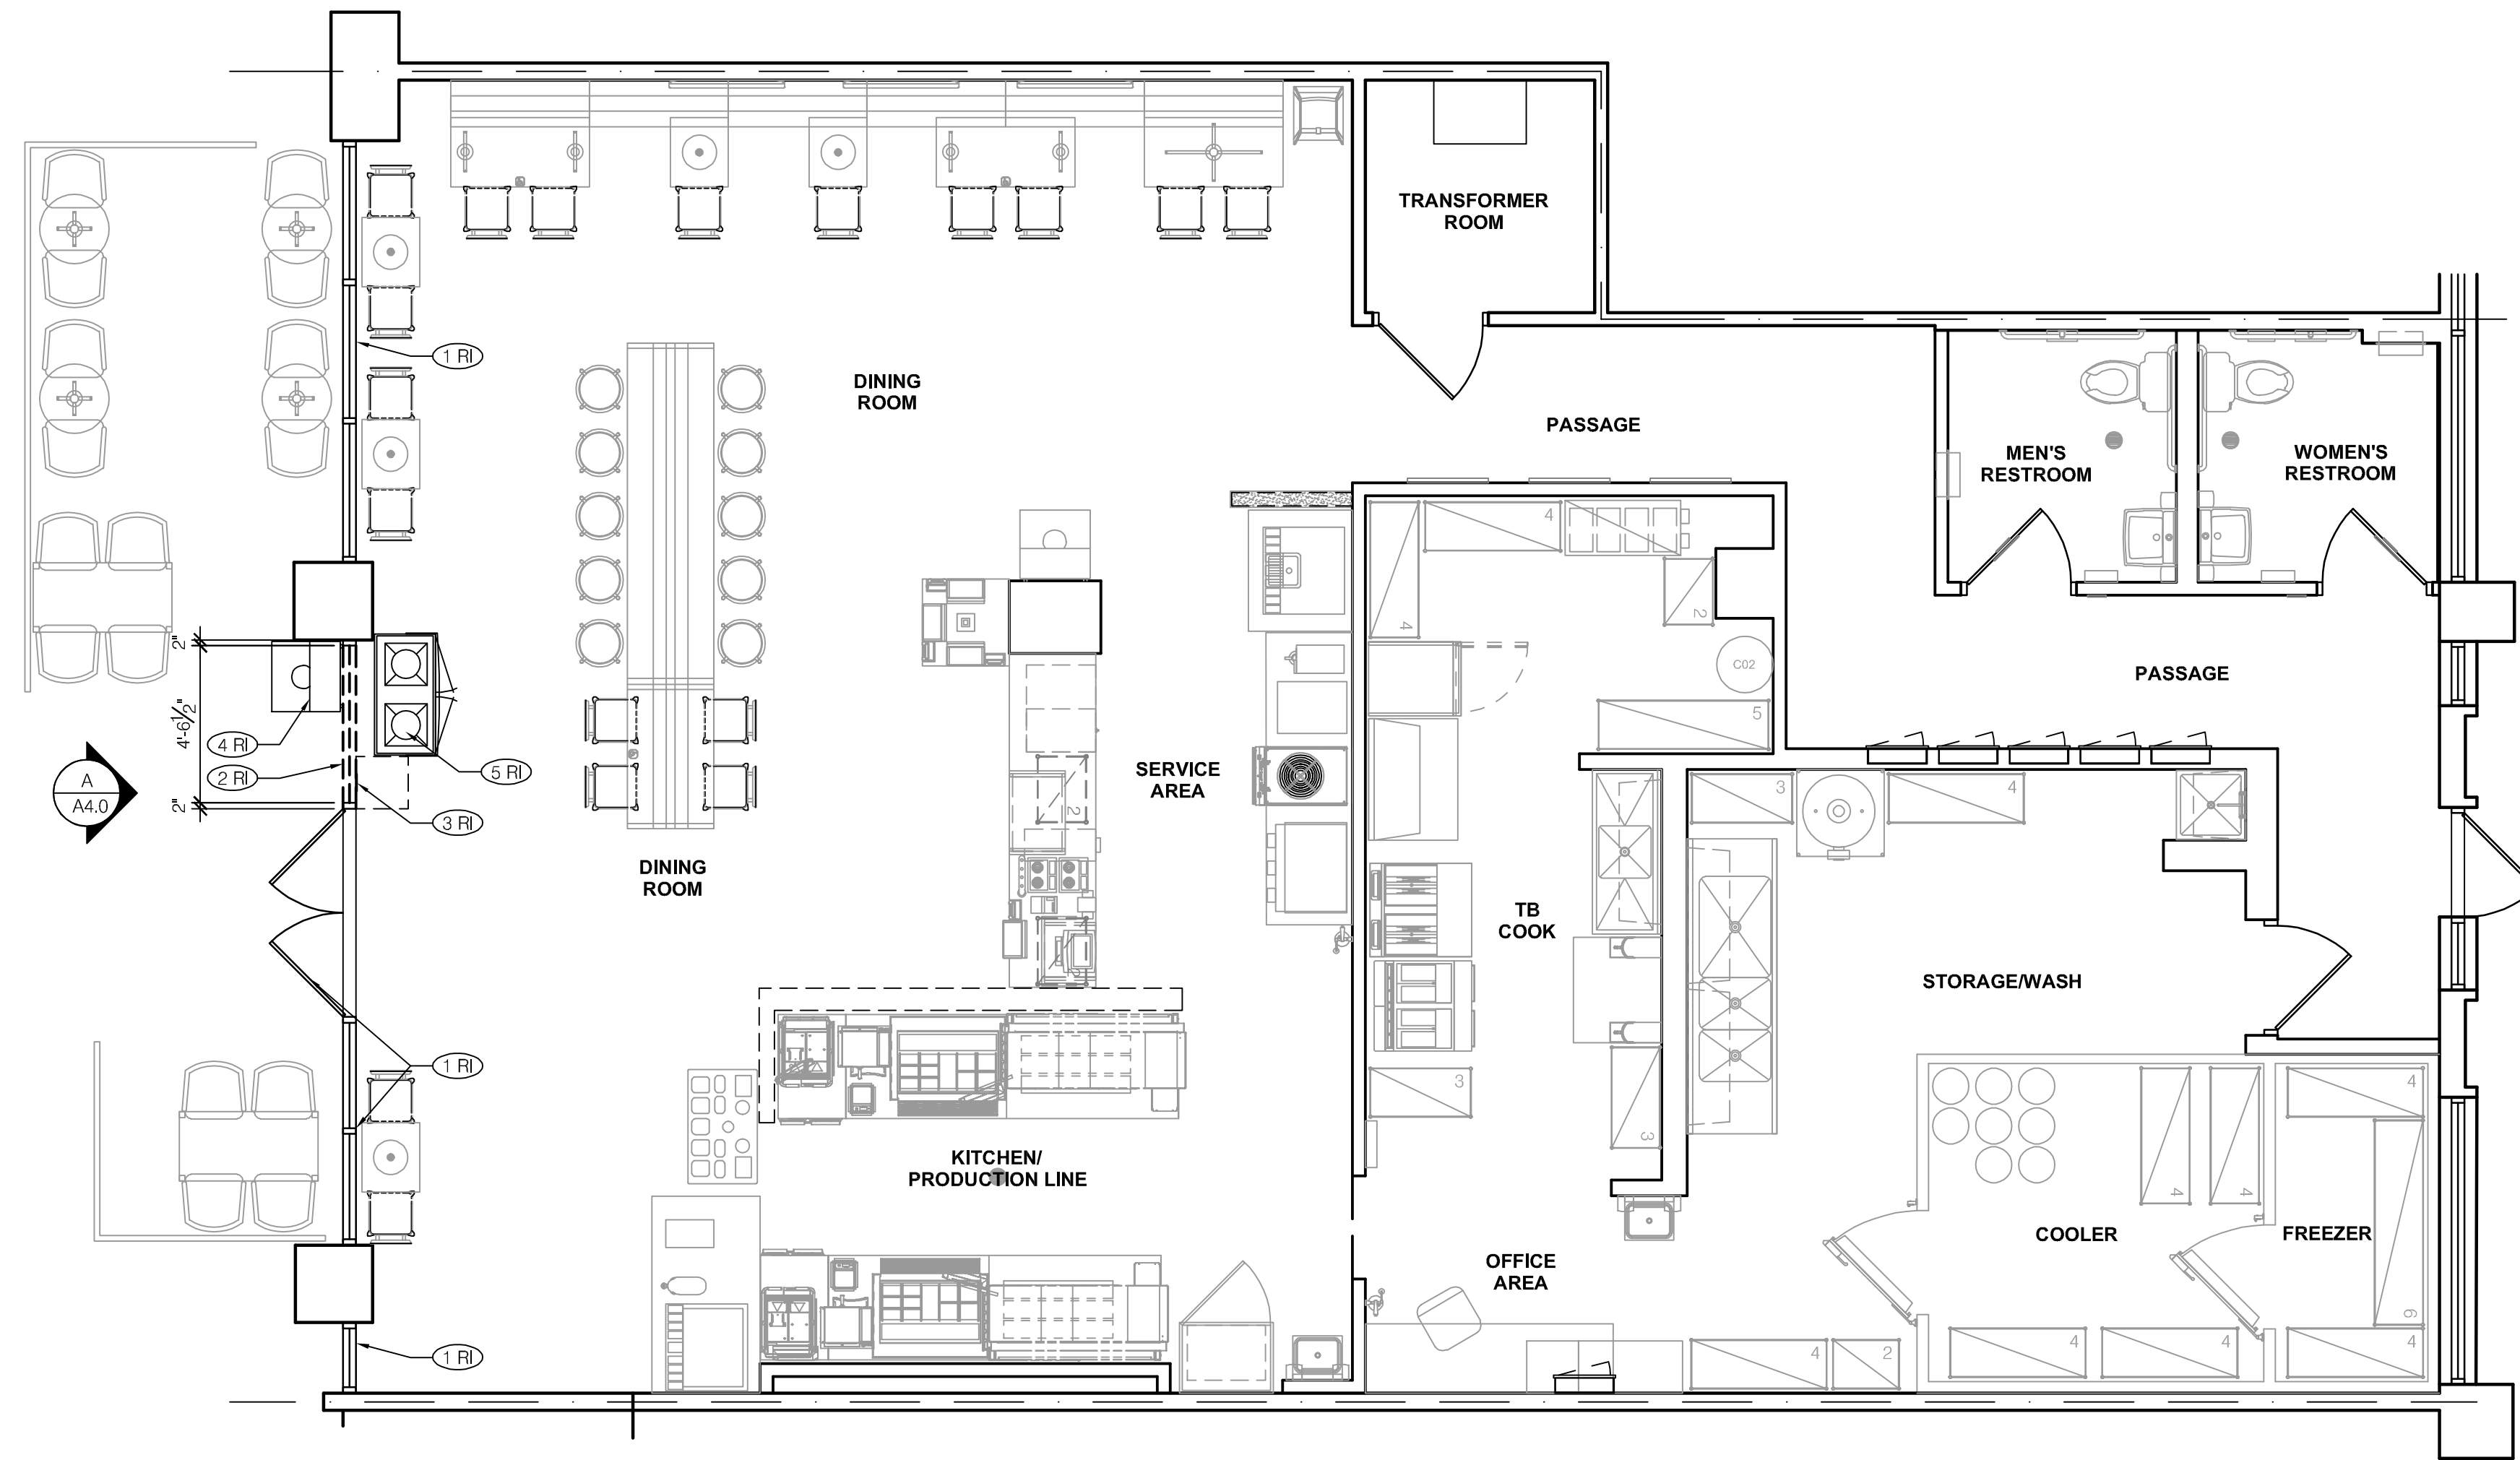 TRANSFORMER
ROOM
1 RI
DINING
ROOM
PASSAGE
MEN'S
RESTROOM
WOMEN'S
RESTROOM
4
4
2
C02
5
2"
4'-6½"
2"
4 RI
2 RI
5 RI
3 RI
A
A4.0
PASSAGE
SERVICE
AREA
2
2
3
4
DINING
ROOM
TB
COOK
STORAGE/WASH
1 RI
3
3
4
4
4
6
4
4
4
KITCHEN/
PRODUCTION LINE
COOLER
FREEZER
OFFICE
AREA
4
2
1 RI